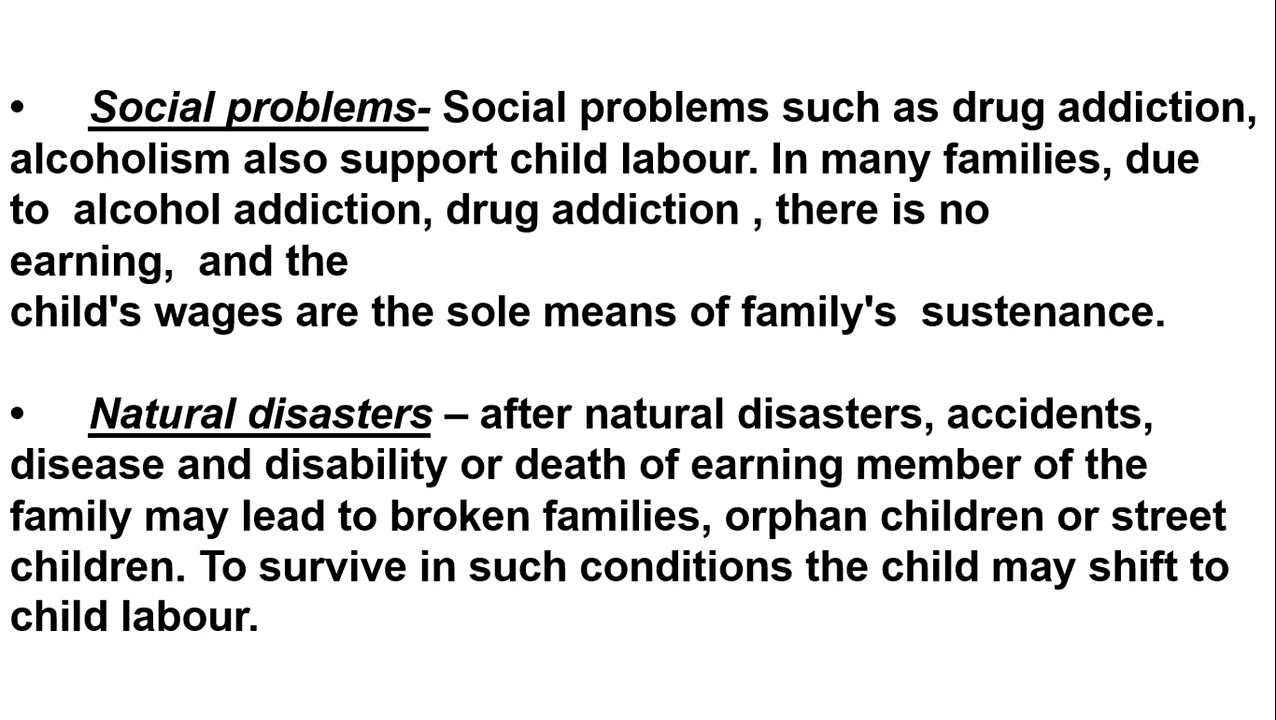 • Social problems- Social problems such as drug addiction,
alcoholism also support child labour. In many families, due
to  alcohol addiction, drug addiction , there is no
earning,  and the
child's wages are the sole means of family's  sustenance.
• Natural disasters – after natural disasters, accidents,
disease and disability or death of earning member of the
family may lead to broken families, orphan children or street
children. To survive in such conditions the child may shift to
child labour.